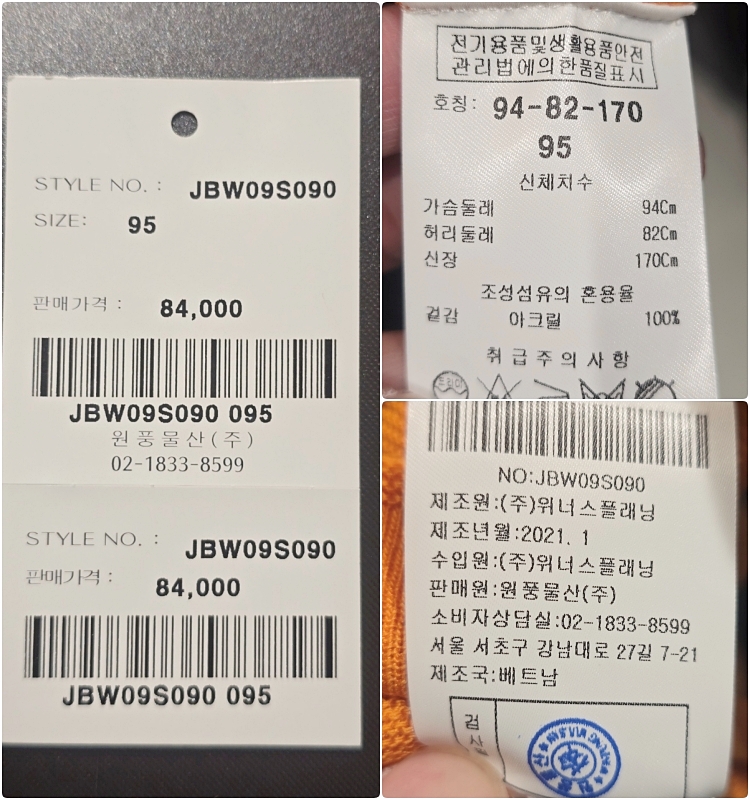 STYLE NO. : JBW09S090
SIZE: 95
판매가격 : 84,000
JBW09S090 095
원풍물산(주)
02-1833-8599
STYLE NO. : JBW09S090
판매가격 : 84,000
JBW09S090 095
전기용품및생활용품안전
관리법에의한품질표시
호칭: 94-82-170
95
신체치수
가슴둘레 94Cm
허리둘레 82Cm
신장 170Cm
조성섬유의 혼용율
겉감 아크릴 100%
취급주의사항
드라이
NO:JBW09S090
제조원:(주)위너스플래닝
제조년월:2021. 1
수입원:(주)위너스플래닝
판매원:원풍물산(주)
소비자상담실:02-1833-8599
서울 서초구 강남대로 27길 7-21
제조국:베트남
검
사